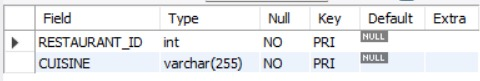 Field Type Null Key Default Extra
RESTAURANT_ID int NO PRI NULL
CUISINE varchar(255) NO PRI NULL